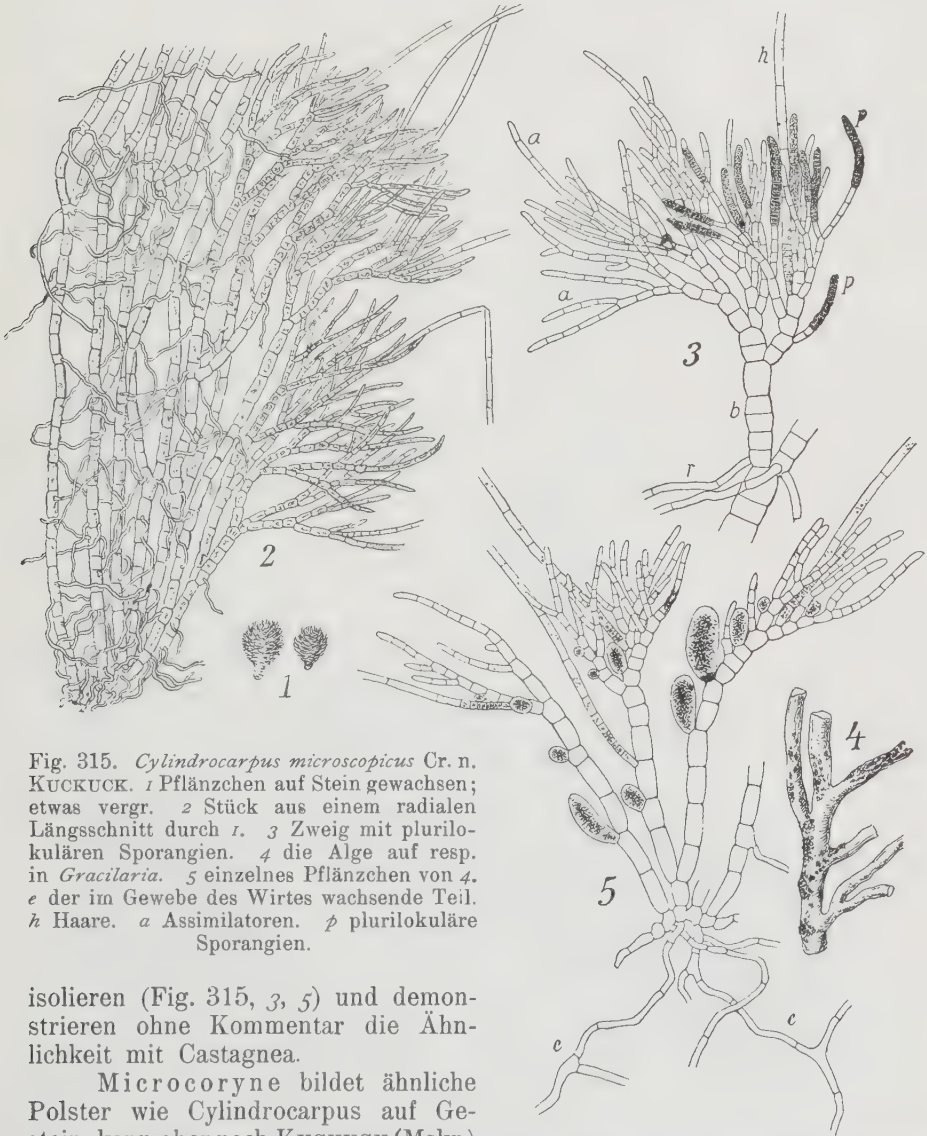 h
a
p
a
p
3
b
r
2
1
4
5
e
c
Fig. 315. Cylindrocarpus microscopicus Cr. n.
KUCKUCK. 1 Pflänzchen auf Stein gewachsen;
etwas vergr. 2 Stück aus einem radialen
Längsschnitt durch 1. 3 Zweig mit plurilo-
kulären Sporangien. 4 die Alge auf resp.
in Gracilaria. 5 einzelnes Pflänzchen von 4.
e der im Gewebe des Wirtes wachsende Teil.
h Haare. a Assimilatoren. p plurilokuläre
Sporangien.
isolieren (Fig. 315, 3, 5) und demon-
strieren ohne Kommentar die Ähn-
lichkeit mit Castagnea.
Microcoryne bildet ähnliche
Polster wie Cylindrocarpus auf Ge-